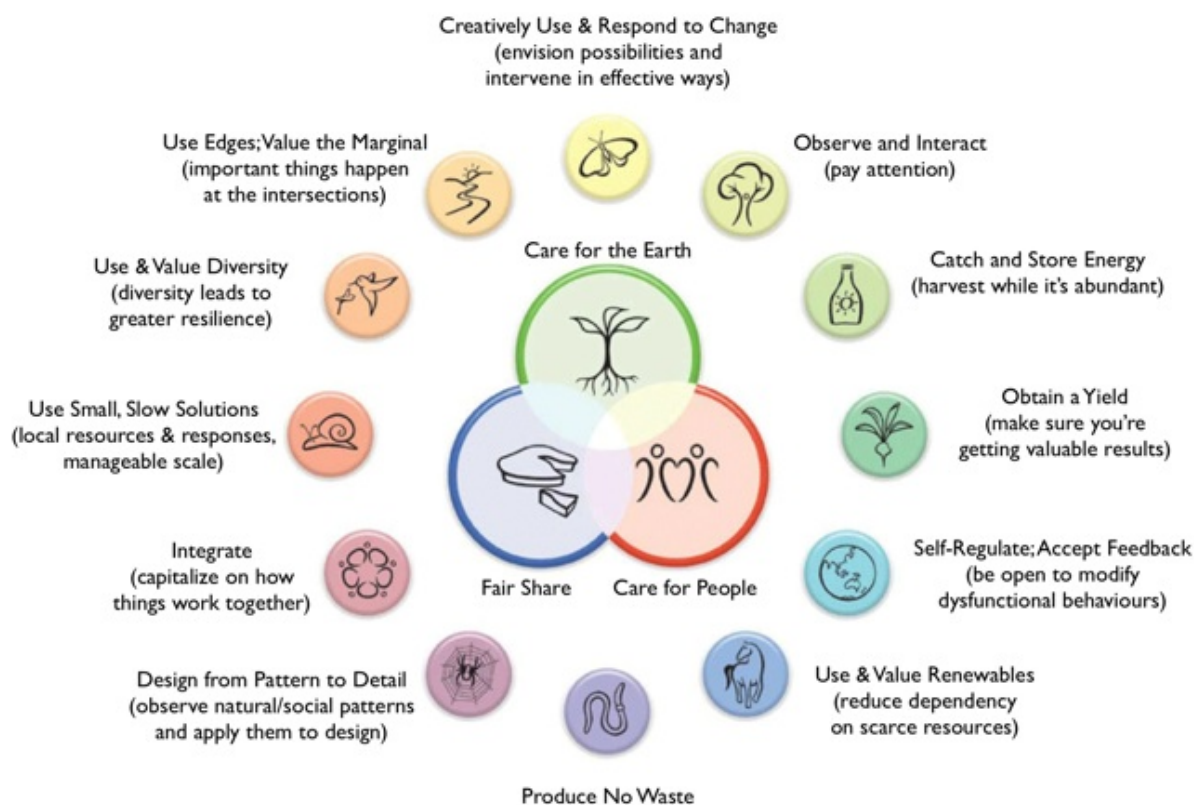 Creatively Use & Respond to Change
(envision possibilities and
intervene in effective ways)
Use Edges; Value the Marginal
(important things happen
at the intersections)
Observe and Interact
(pay attention)
Care for the Earth
Use & Value Diversity
(diversity leads to
greater resilience)
Catch and Store Energy
(harvest while it's abundant)
Use Small, Slow Solutions
(local resources & responses,
manageable scale)
Obtain a Yield
(make sure you're
getting valuable results)
Integrate
(capitalize on how
things work together)
Fair Share
Care for People
Self-Regulate; Accept Feedback
(be open to modify
dysfunctional behaviours)
Design from Pattern to Detail
(observe natural/social patterns
and apply them to design)
Use & Value Renewables
(reduce dependency
on scarce resources)
Produce No Waste